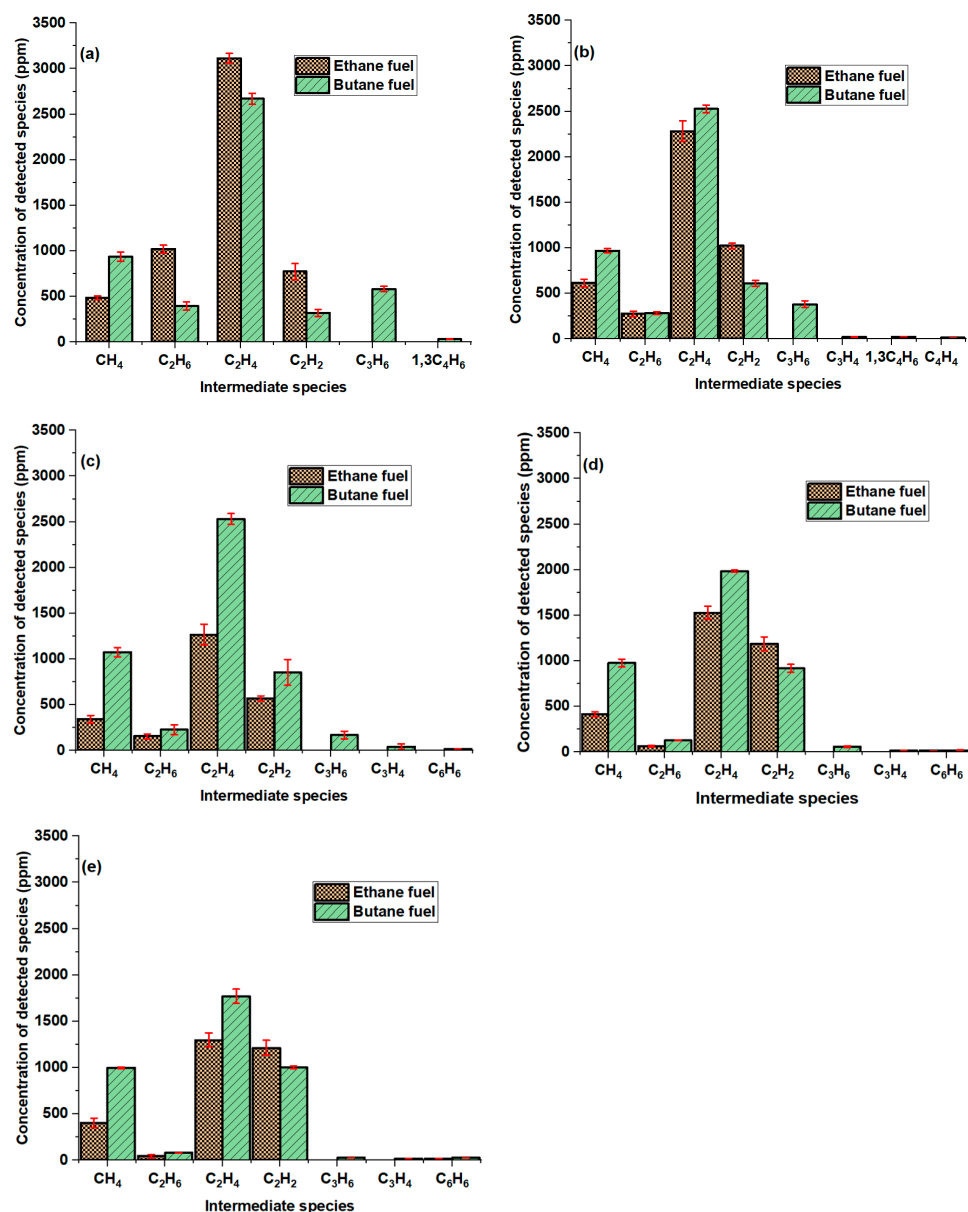 (a)
Concentration of detected species (ppm)
3500
3000
2500
2000
1500
1000
500
0
Ethane fuel
Butane fuel
CH₄ C₂H₆ C₂H₄ C₂H₂ C₃H₆ 1,3C₄H₆
Intermediate species
(b)
Concentration of detected species (ppm)
3500
3000
2500
2000
1500
1000
500
0
Ethane fuel
Butane fuel
CH₄ C₂H₆ C₂H₄ C₂H₂ C₃H₆ C₃H₄ 1,3C₄H₆ C₄H₄
Intermediate species
(c)
Concentration of detected species (ppm)
3500
3000
2500
2000
1500
1000
500
0
Ethane fuel
Butane fuel
CH₄ C₂H₆ C₂H₄ C₂H₂ C₃H₆ C₃H₄ C₆H₆
Intermediate species
(d)
Concentration of detected species (ppm)
3500
3000
2500
2000
1500
1000
500
0
Ethane fuel
Butane fuel
CH₄ C₂H₆ C₂H₄ C₂H₂ C₃H₆ C₃H₄ C₆H₆
Intermediate species
(e)
Concentration of detected species (ppm)
3500
3000
2500
2000
1500
1000
500
0
Ethane fuel
Butane fuel
CH₄ C₂H₆ C₂H₄ C₂H₂ C₃H₆ C₃H₄ C₆H₆
Intermediate species